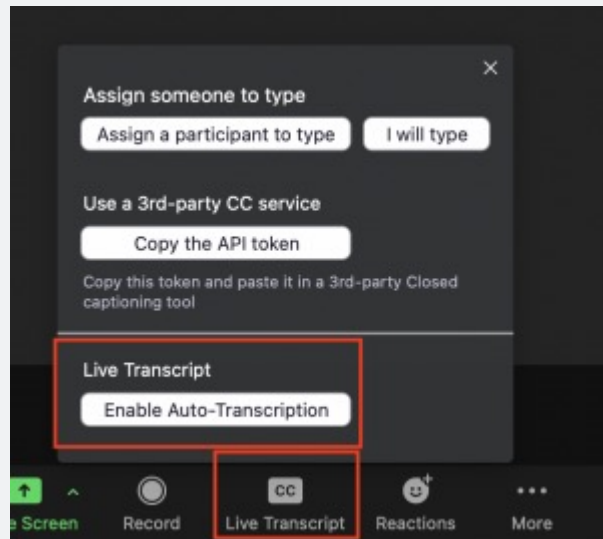 Assign someone to type
Assign a participant to type I will type
Use a 3rd-party CC service
Copy the API token
Copy this token and paste it in a 3rd-party Closed
captioning tool
Live Transcript
Enable Auto-Transcription
CC
e Screen Record Live Transcript Reactions More